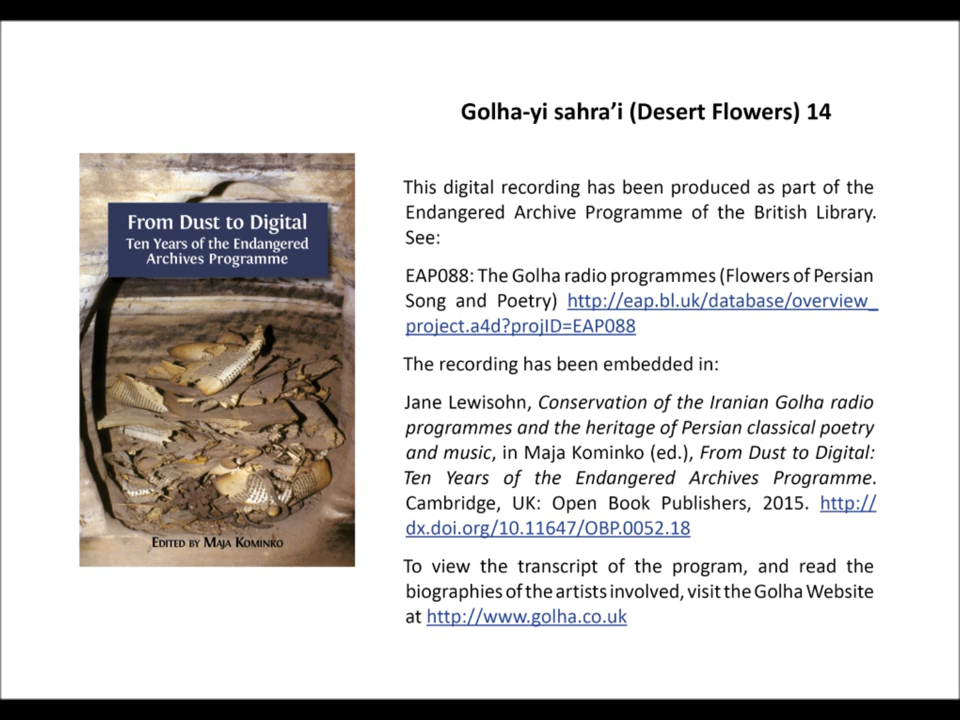 Golha-yi sahra’i (Desert Flowers) 14
From Dust to Digital
Ten Years of the Endangered
Archives Programme
EDITED BY MAJA KOMINKO
This digital recording has been produced as part of the
Endangered Archive Programme of the British Library.
See:
EAP088: The Golha radio programmes (Flowers of Persian
Song and Poetry) http://eap.bl.uk/database/overview_
project.a4d?projID=EAP088
The recording has been embedded in:
Jane Lewisohn, Conservation of the Iranian Golha radio
programmes and the heritage of Persian classical poetry
and music, in Maja Kominko (ed.), From Dust to Digital:
Ten Years of the Endangered Archives Programme.
Cambridge, UK: Open Book Publishers, 2015. http://
dx.doi.org/10.11647/OBP.0052.18
To view the transcript of the program, and read the
biographies of the artists involved, visit the Golha Website
at http://www.golha.co.uk